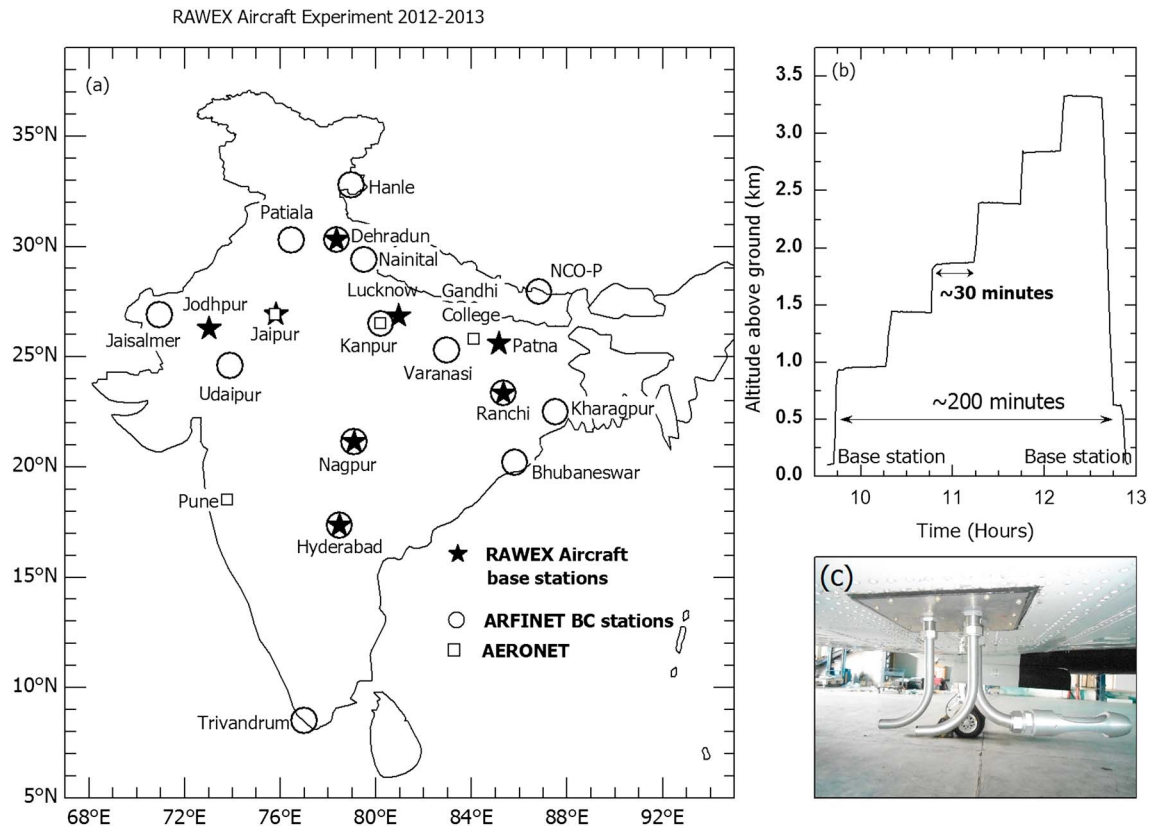 RAWEX Aircraft Experiment 2012-2013
(a)
35°N
30°N
25°N
20°N
15°N
10°N
5°N
68°E
72°E
76°E
80°E
84°E
88°E
92°E
Hanle
Patiala
Dehradun
Nainital
NCO-P
Lucknow
Gandhi
College
Jodhpur
Jaipur
Jaisalmer
Kanpur
Patna
Varanasi
Udaipur
Ranchi
Kharagpur
Nagpur
Bhubaneswar
Pune
Hyderabad
Trivandrum
RAWEX Aircraft
base stations
ARFINET BC stations
AERONET
(b)
Altitude above ground (km)
3.5
3.0
2.5
2.0
1.5
1.0
0.5
0.0
~30 minutes
~200 minutes
Base station
Base station
10
11
12
13
Time (Hours)
(c)